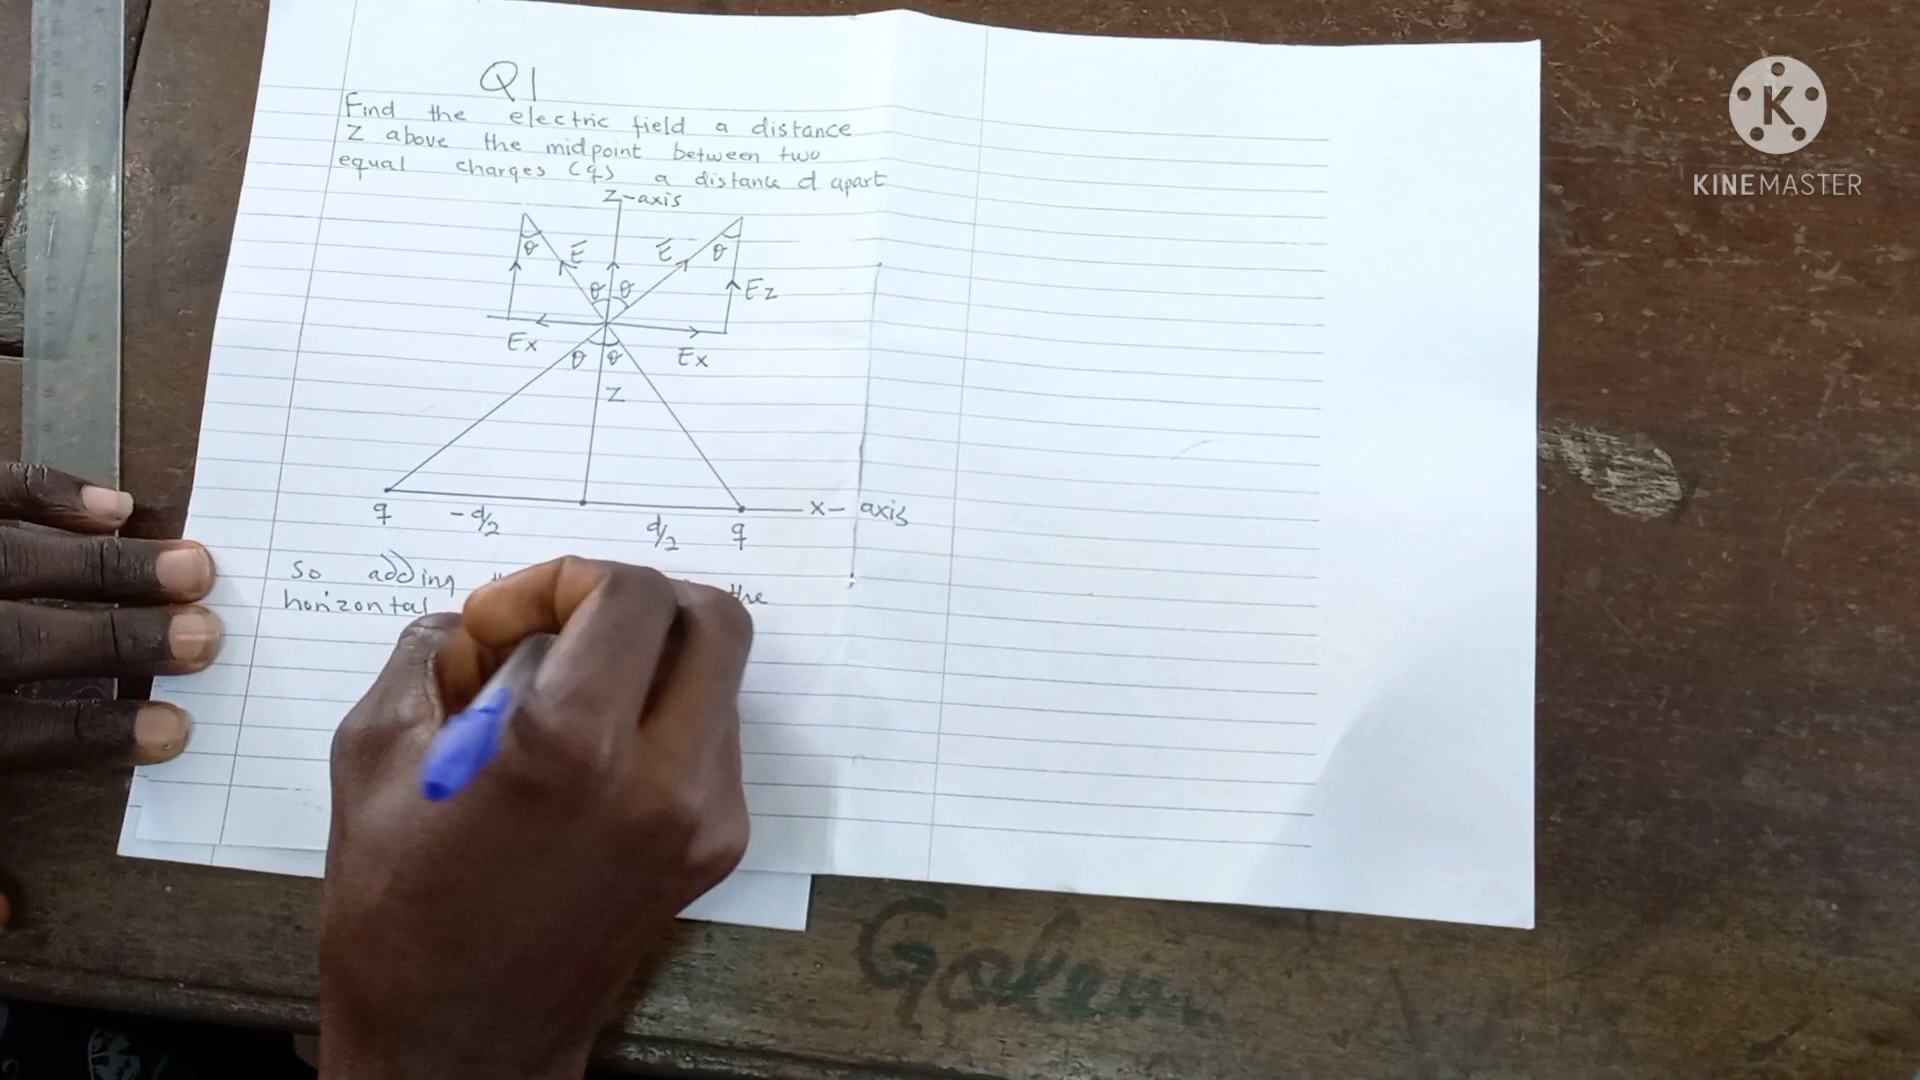 Q1
Find the electric field a distance
Z above the midpoint between two
equal charges (q) a distance d apart
Z-axis
θ E E θ
θ θ Ez
Ex Ex
θ θ
Z
q -d/2 d/2 q x- axis
so adding the
horizontal
K
KINEMASTER